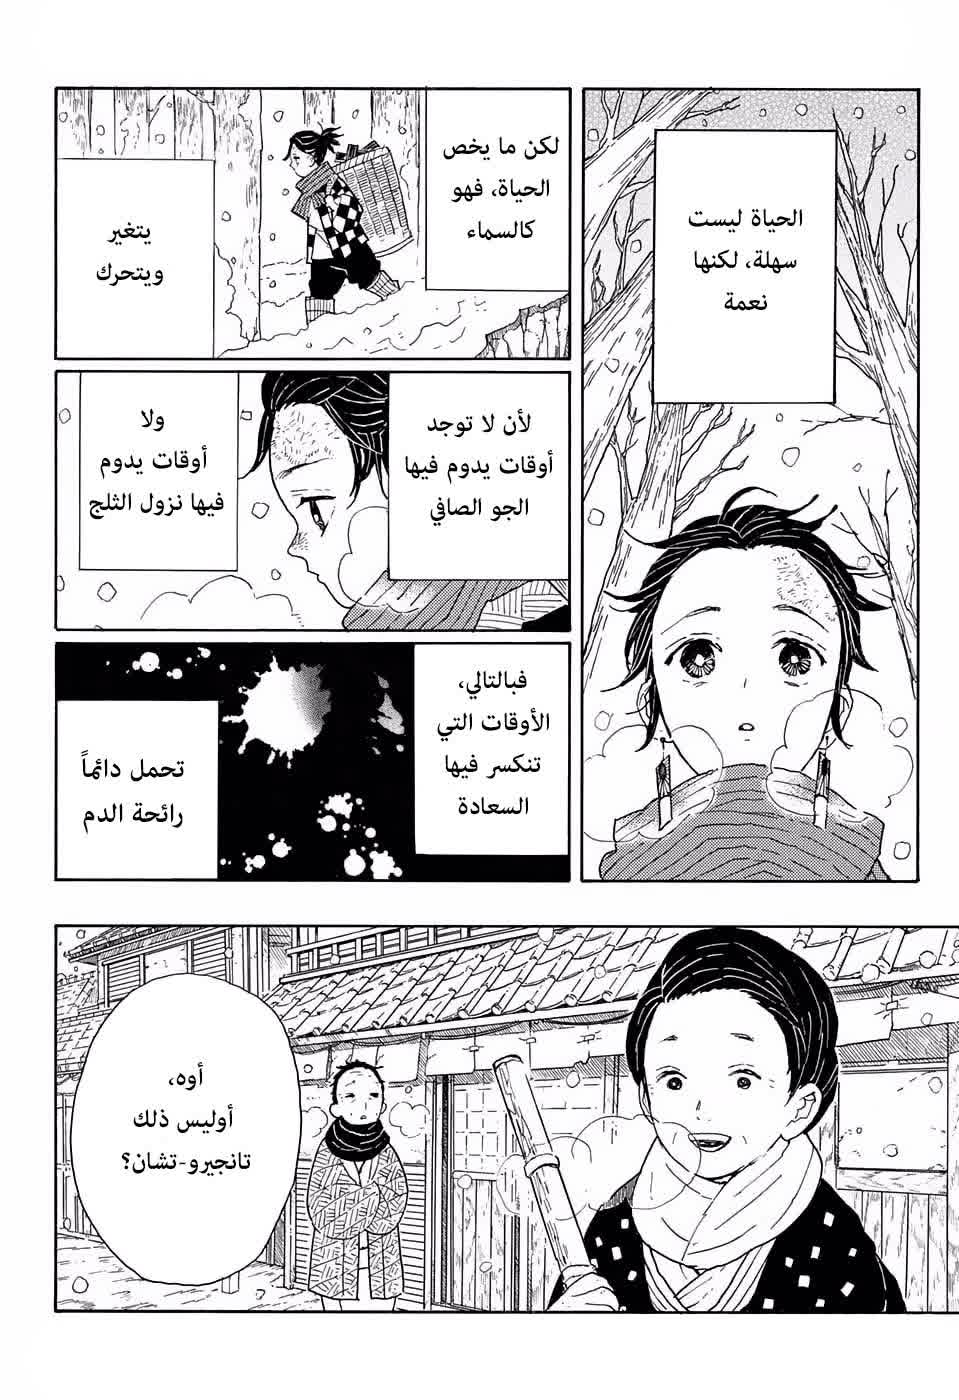 الحياة ليست
سهلة، لكنها
نعمة
لكن ما يخص
الحياة، فهو
كالسماء
يتغير
ويتحرك
لأن لا توجد
أوقات يدوم فيها
الجو الصافي
ولا
أوقات يدوم
فيها نزول الثلج
فبالتالي،
الأوقات التي
تنكسر فيها
السعادة
تحمل دائماً
رائحة الدم
أوه،
أوليس ذلك
تانجيرو-تشان؟